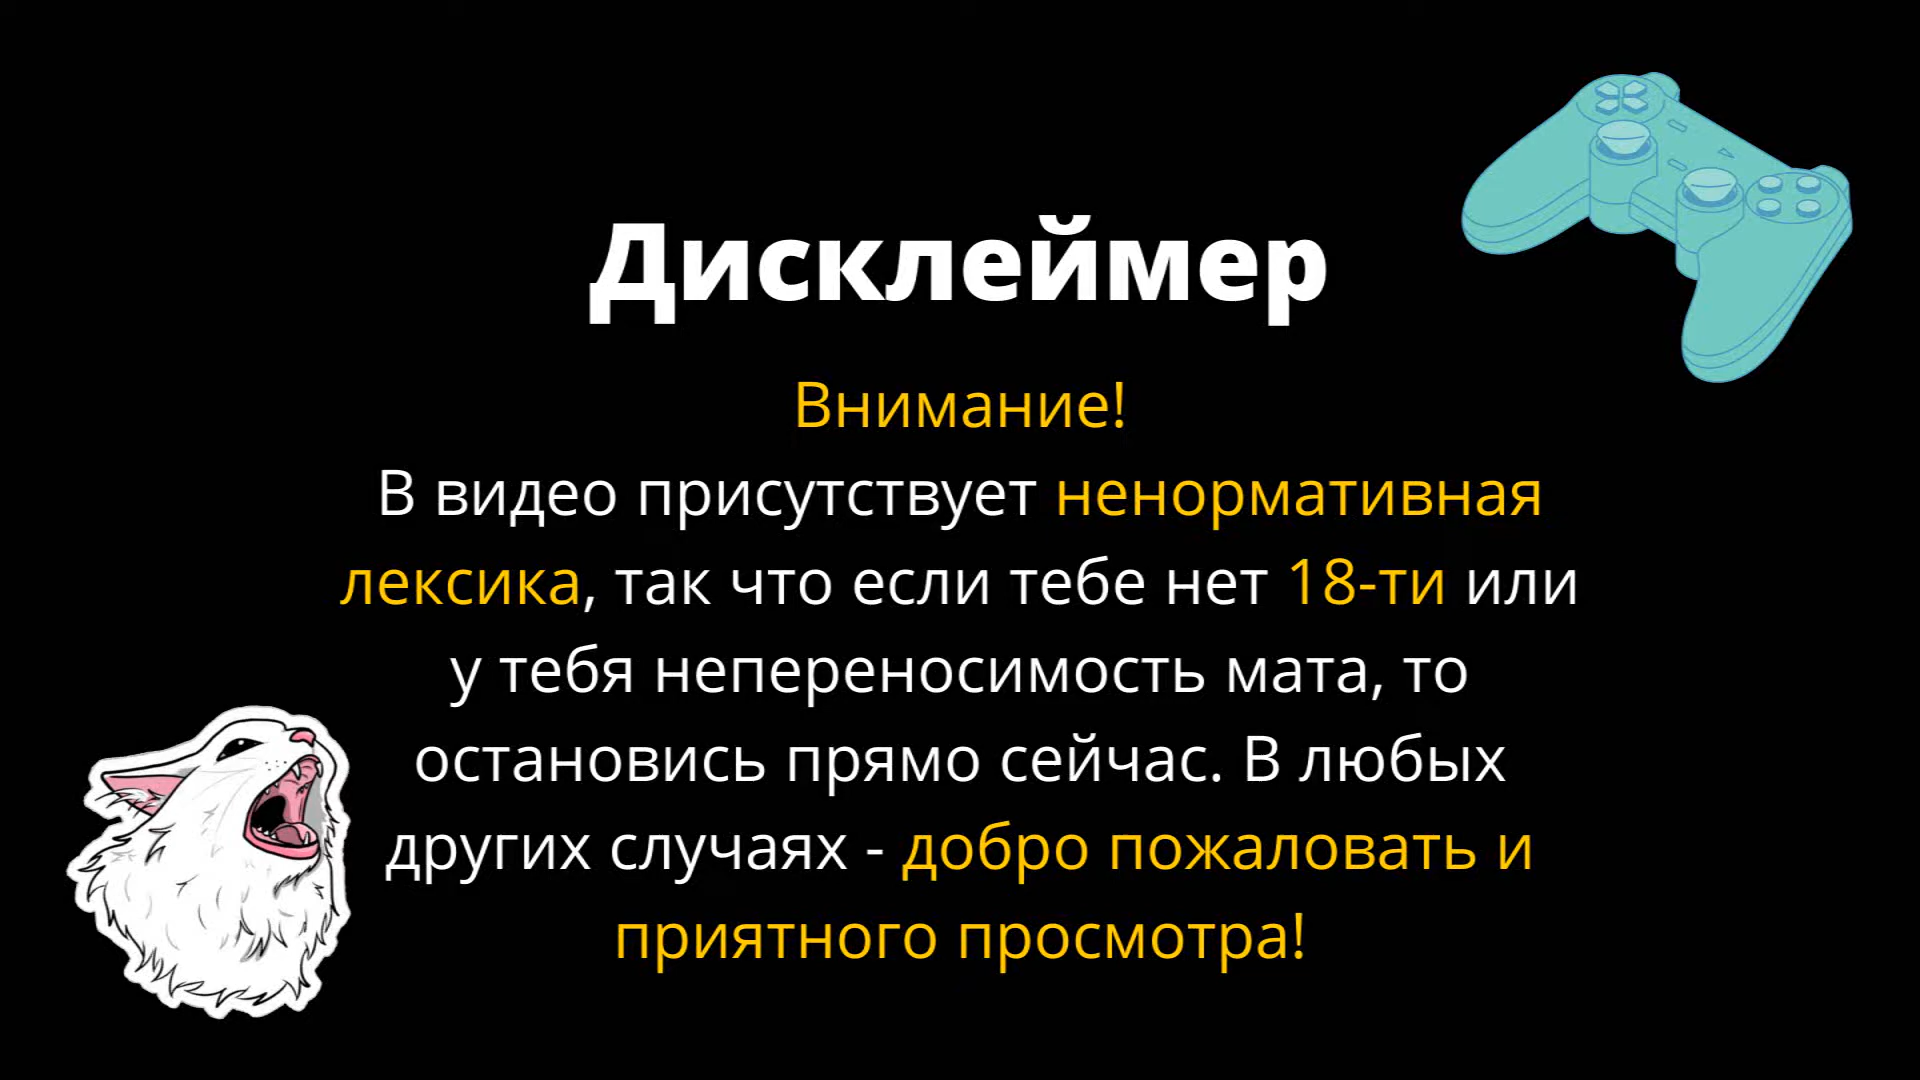 Дисклеймер
Внимание!
В видео присутствует ненормативная
лексика, так что если тебе нет 18-ти или
у тебя непереносимость мата, то
остановись прямо сейчас. В любых
других случаях - добро пожаловать и
приятного просмотра!